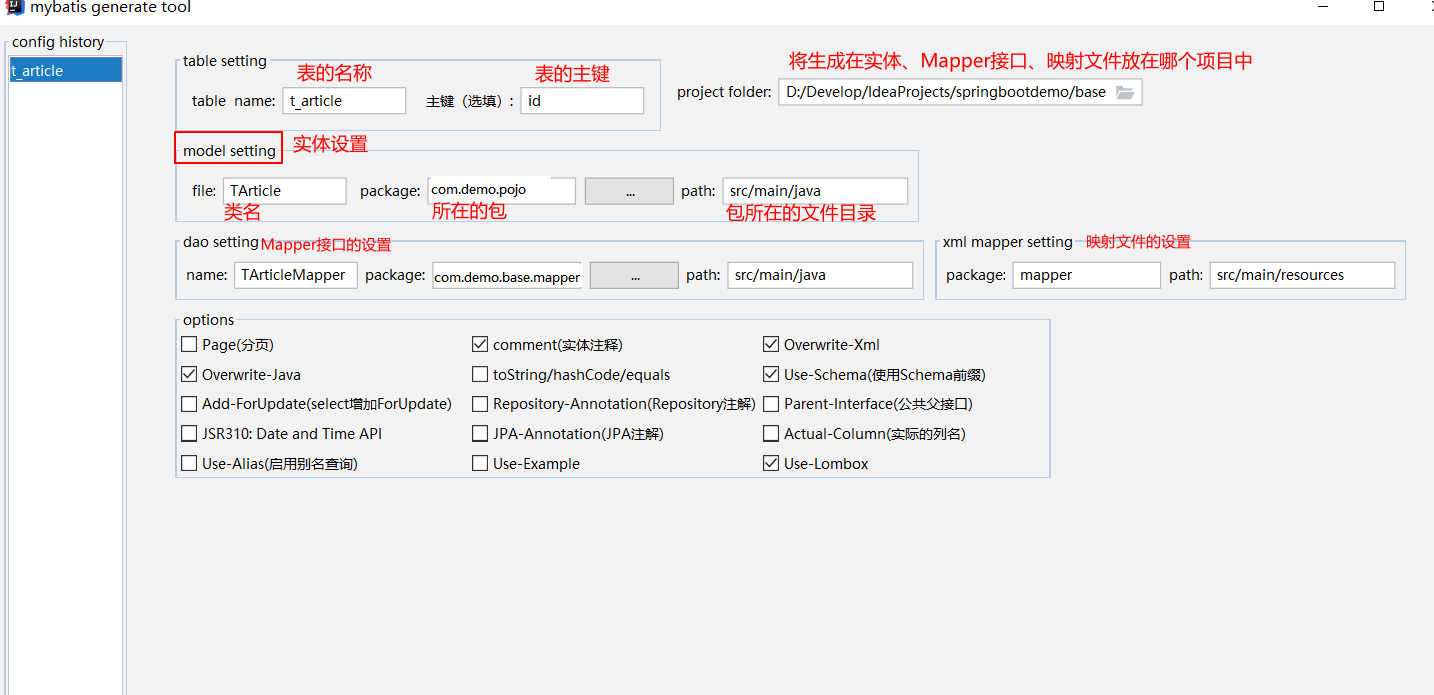 mybatis generate tool
config history
t_article
table setting
表的名称
表的主键
table name: t_article 主键（选填）: id
将生成在实体、Mapper接口、映射文件放在哪个项目中
project folder: D:/Develop/IdeaProjects/springbootdemo/base
model setting 实体设置
file: TArticle package: com.demo.pojo ... path: src/main/java
类名 所在的包 包所在的文件目录
dao setting Mapper接口的设置
name: TArticleMapper package: com.demo.base.mapper ... path: src/main/java
xml mapper setting 映射文件的设置
package: mapper path: src/main/resources
options
Page(分页) comment(实体注释) Overwrite-Xml
Overwrite-Java toString/hashCode/equals Use-Schema(使用Schema前缀)
Add-ForUpdate(select增加ForUpdate) Repository-Annotation(Repository注解) Parent-Interface(公共父接口)
JSR310: Date and Time API JPA-Annotation(JPA注解) Actual-Column(实际的列名)
Use-Alias(启用别名查询) Use-Example Use-Lombox